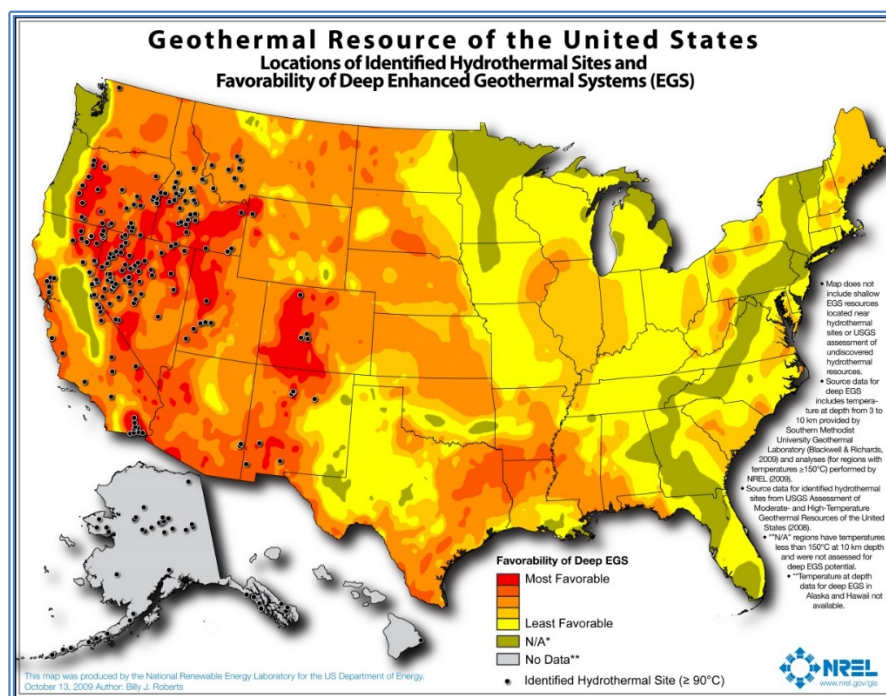 Geothermal Resource of the United States
Locations of Identified Hydrothermal Sites and
Favorability of Deep Enhanced Geothermal Systems (EGS)
• Map does not
include shallow
EGS resources
located near
hydrothermal
sites or USGS
assessment of
undiscovered
hydrothermal
resources.
• Source data for
deep EGS
includes tempera-
ture at depth from 3 to
10 km provided by
Southern Methodist
University Geothermal
Laboratory (Blackwell & Richards,
2009) and analyses (for regions with
temperatures ≥150°C) performed by
NREL (2009).
• Source data for identified hydrothermal
sites from USGS Assessment of
Moderate- and High-Temperature
Geothermal Resources of the United
States (2008).
• "*N/A" regions have temperatures
less than 150°C at 10 km depth
and were not assessed for
deep EGS potential.
• **Temperature at depth
data for deep EGS in
Alaska and Hawaii not
available.
Favorability of Deep EGS
Most Favorable
Least Favorable
N/A*
No Data**
Identified Hydrothermal Site (≥ 90°C)
This map was produced by the National Renewable Energy Laboratory for the US Department of Energy.
October 13, 2009 Author: Billy J. Roberts
NREL
www.nrel.gov/gis